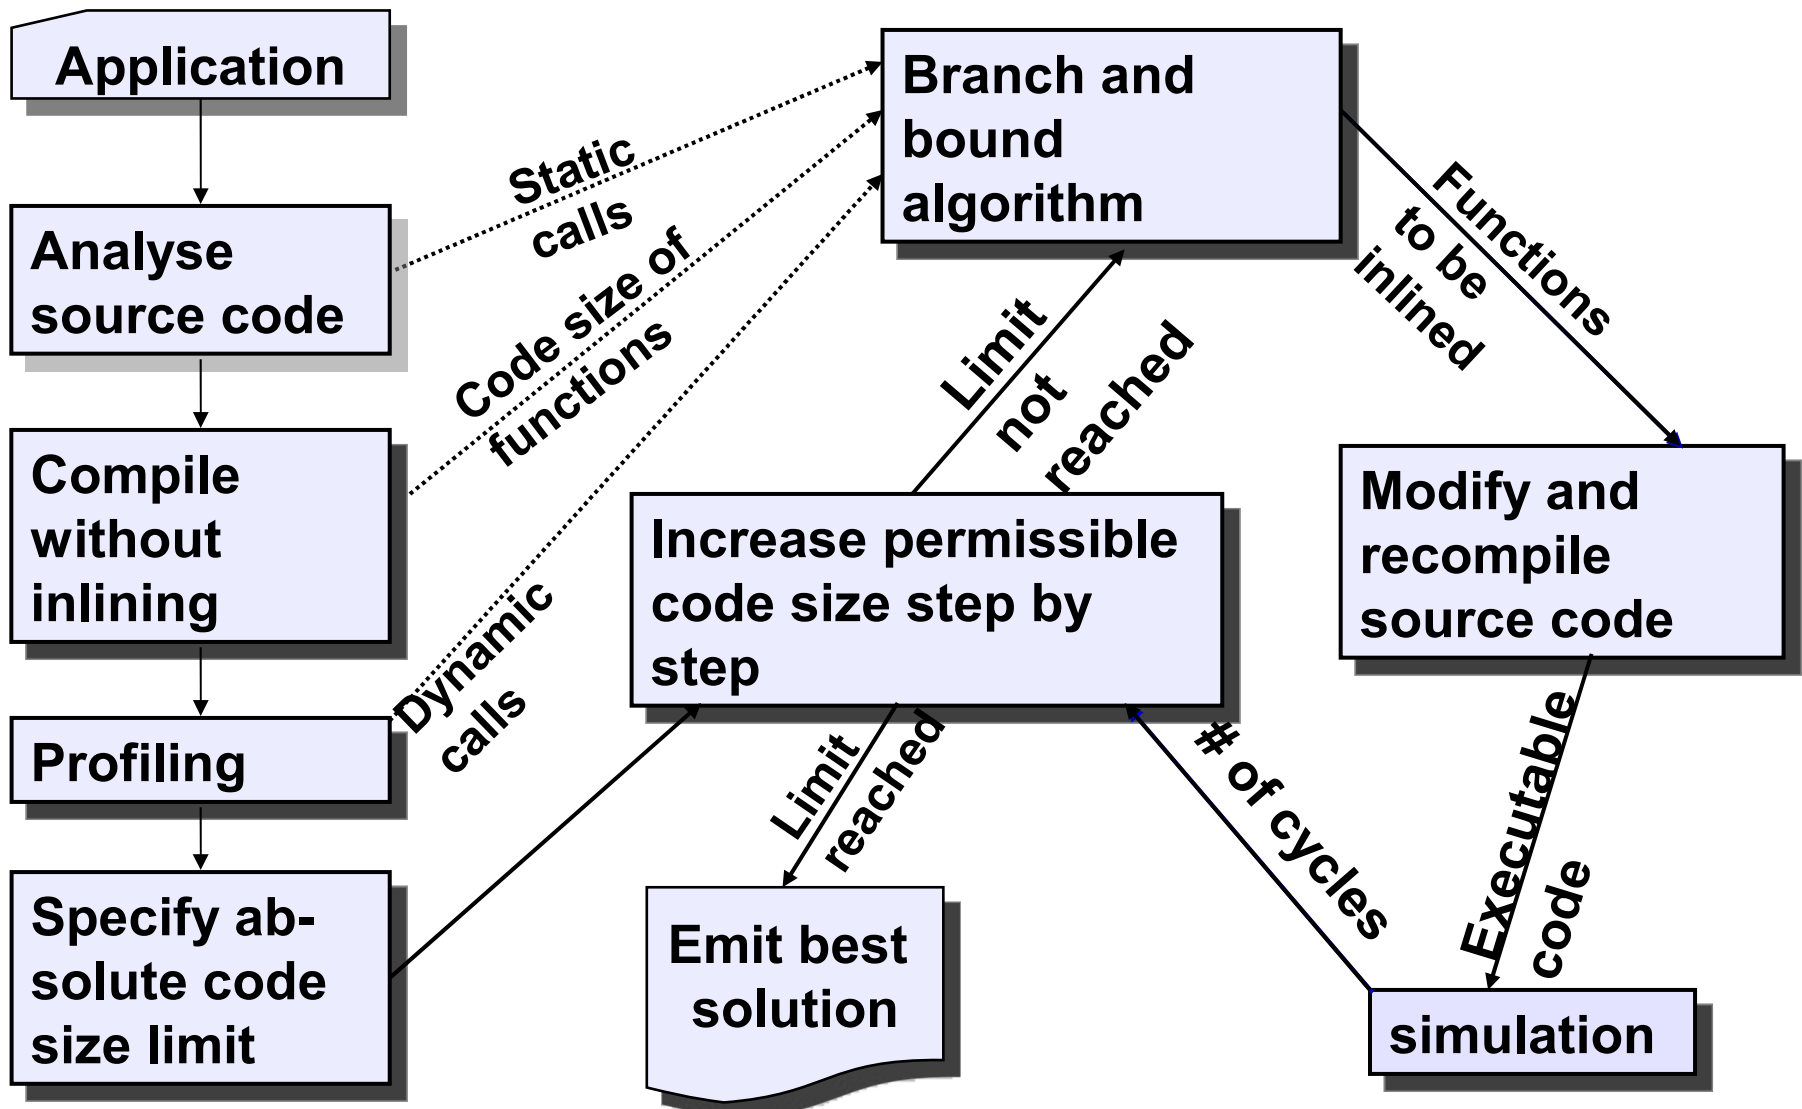 Application
Analyse
source code
Compile
without
inlining
Profiling
Specify ab-
solute code
size limit
Static
calls
Code size of
functions
Dynamic
calls
Branch and
bound
algorithm
Functions
to be
inlined
Limit
not
reached
Increase permissible
code size step by
step
Modify and
recompile
source code
Limit
reached
# of cycles
Executable
code
Emit best
solution
simulation